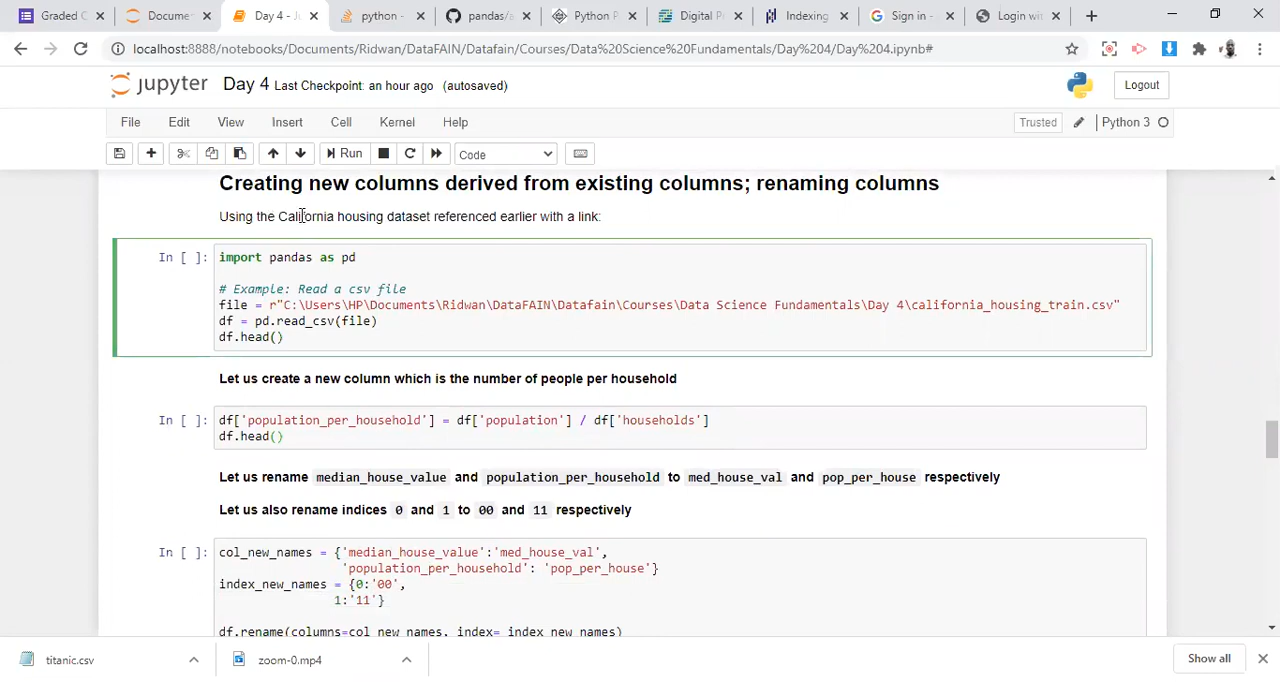 Graded C
Documen
Day 4 - J
python -
pandas/a
Python P
Digital P
Indexing
Sign in -
Login wit
localhost:8888/notebooks/Documents/Ridwan/DataFAIN/Datafain/Courses/Data%20Science%20Fundamentals/Day%204/Day%204.ipynb#
jupyter Day 4 Last Checkpoint: an hour ago (autosaved) Logout
File Edit View Insert Cell Kernel Help Trusted Python 3
Run Code
Creating new columns derived from existing columns; renaming columns
Using the California housing dataset referenced earlier with a link:
In [ ]: import pandas as pd
# Example: Read a csv file
file = r"C:\Users\HP\Documents\Ridwan\DataFAIN\Datafain\Courses\Data Science Fundamentals\Day 4\california_housing_train.csv"
df = pd.read_csv(file)
df.head()
Let us create a new column which is the number of people per household
In [ ]: df['population_per_household'] = df['population'] / df['households']
df.head()
Let us rename median_house_value and population_per_household to med_house_val and pop_per_house respectively
Let us also rename indices 0 and 1 to 00 and 11 respectively
In [ ]: col_new_names = {'median_house_value':'med_house_val',
'population_per_household': 'pop_per_house'}
index_new_names = {0:'00',
1:'11'}
df.rename(columns=col_new_names, index= index_new_names)
titanic.csv
zoom-0.mp4
Show all